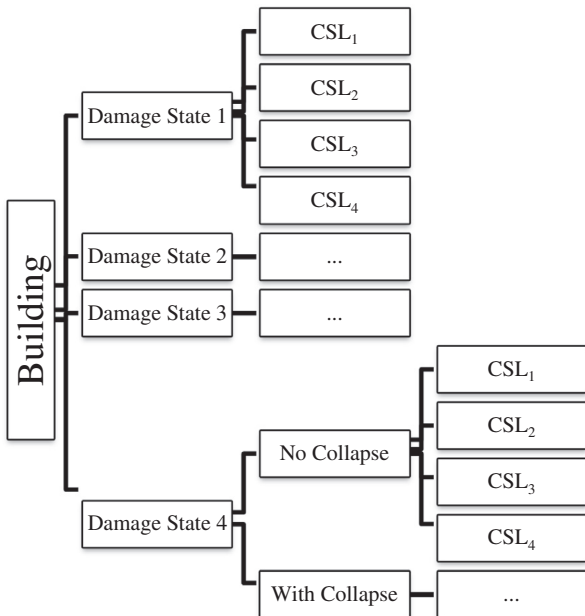 Building
Damage State 1
CSL₁
CSL₂
CSL₃
CSL₄
Damage State 2
...
Damage State 3
...
Damage State 4
No Collapse
CSL₁
CSL₂
CSL₃
CSL₄
With Collapse
...